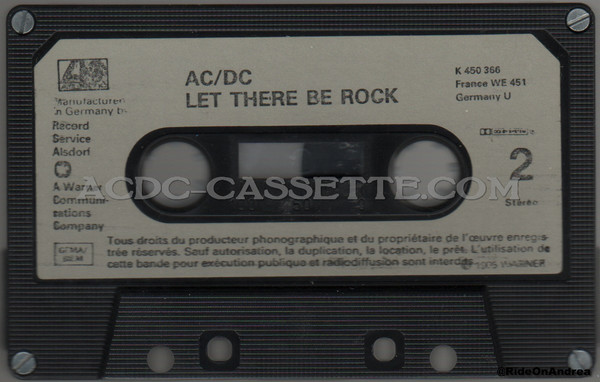 AC/DC
LET THERE BE ROCK
K 450 366
France WE 451
Germany U
Manufactured
in Germany by
Record
Service
Alsdorf
A Warner
Communi-
cations
Company
GEMA/
BIEM
2
Stéréo
ACDC-CASSETTE.COM
Tous droits du producteur phonographique et du propriétaire de l'œuvre enregis-
trée réservés. Sauf autorisation, la duplication, la location, le prêt, l'utilisation de
cette bande pour exécution publique et radiodiffusion sont interdits.
WARNER
@RideOnAndrea